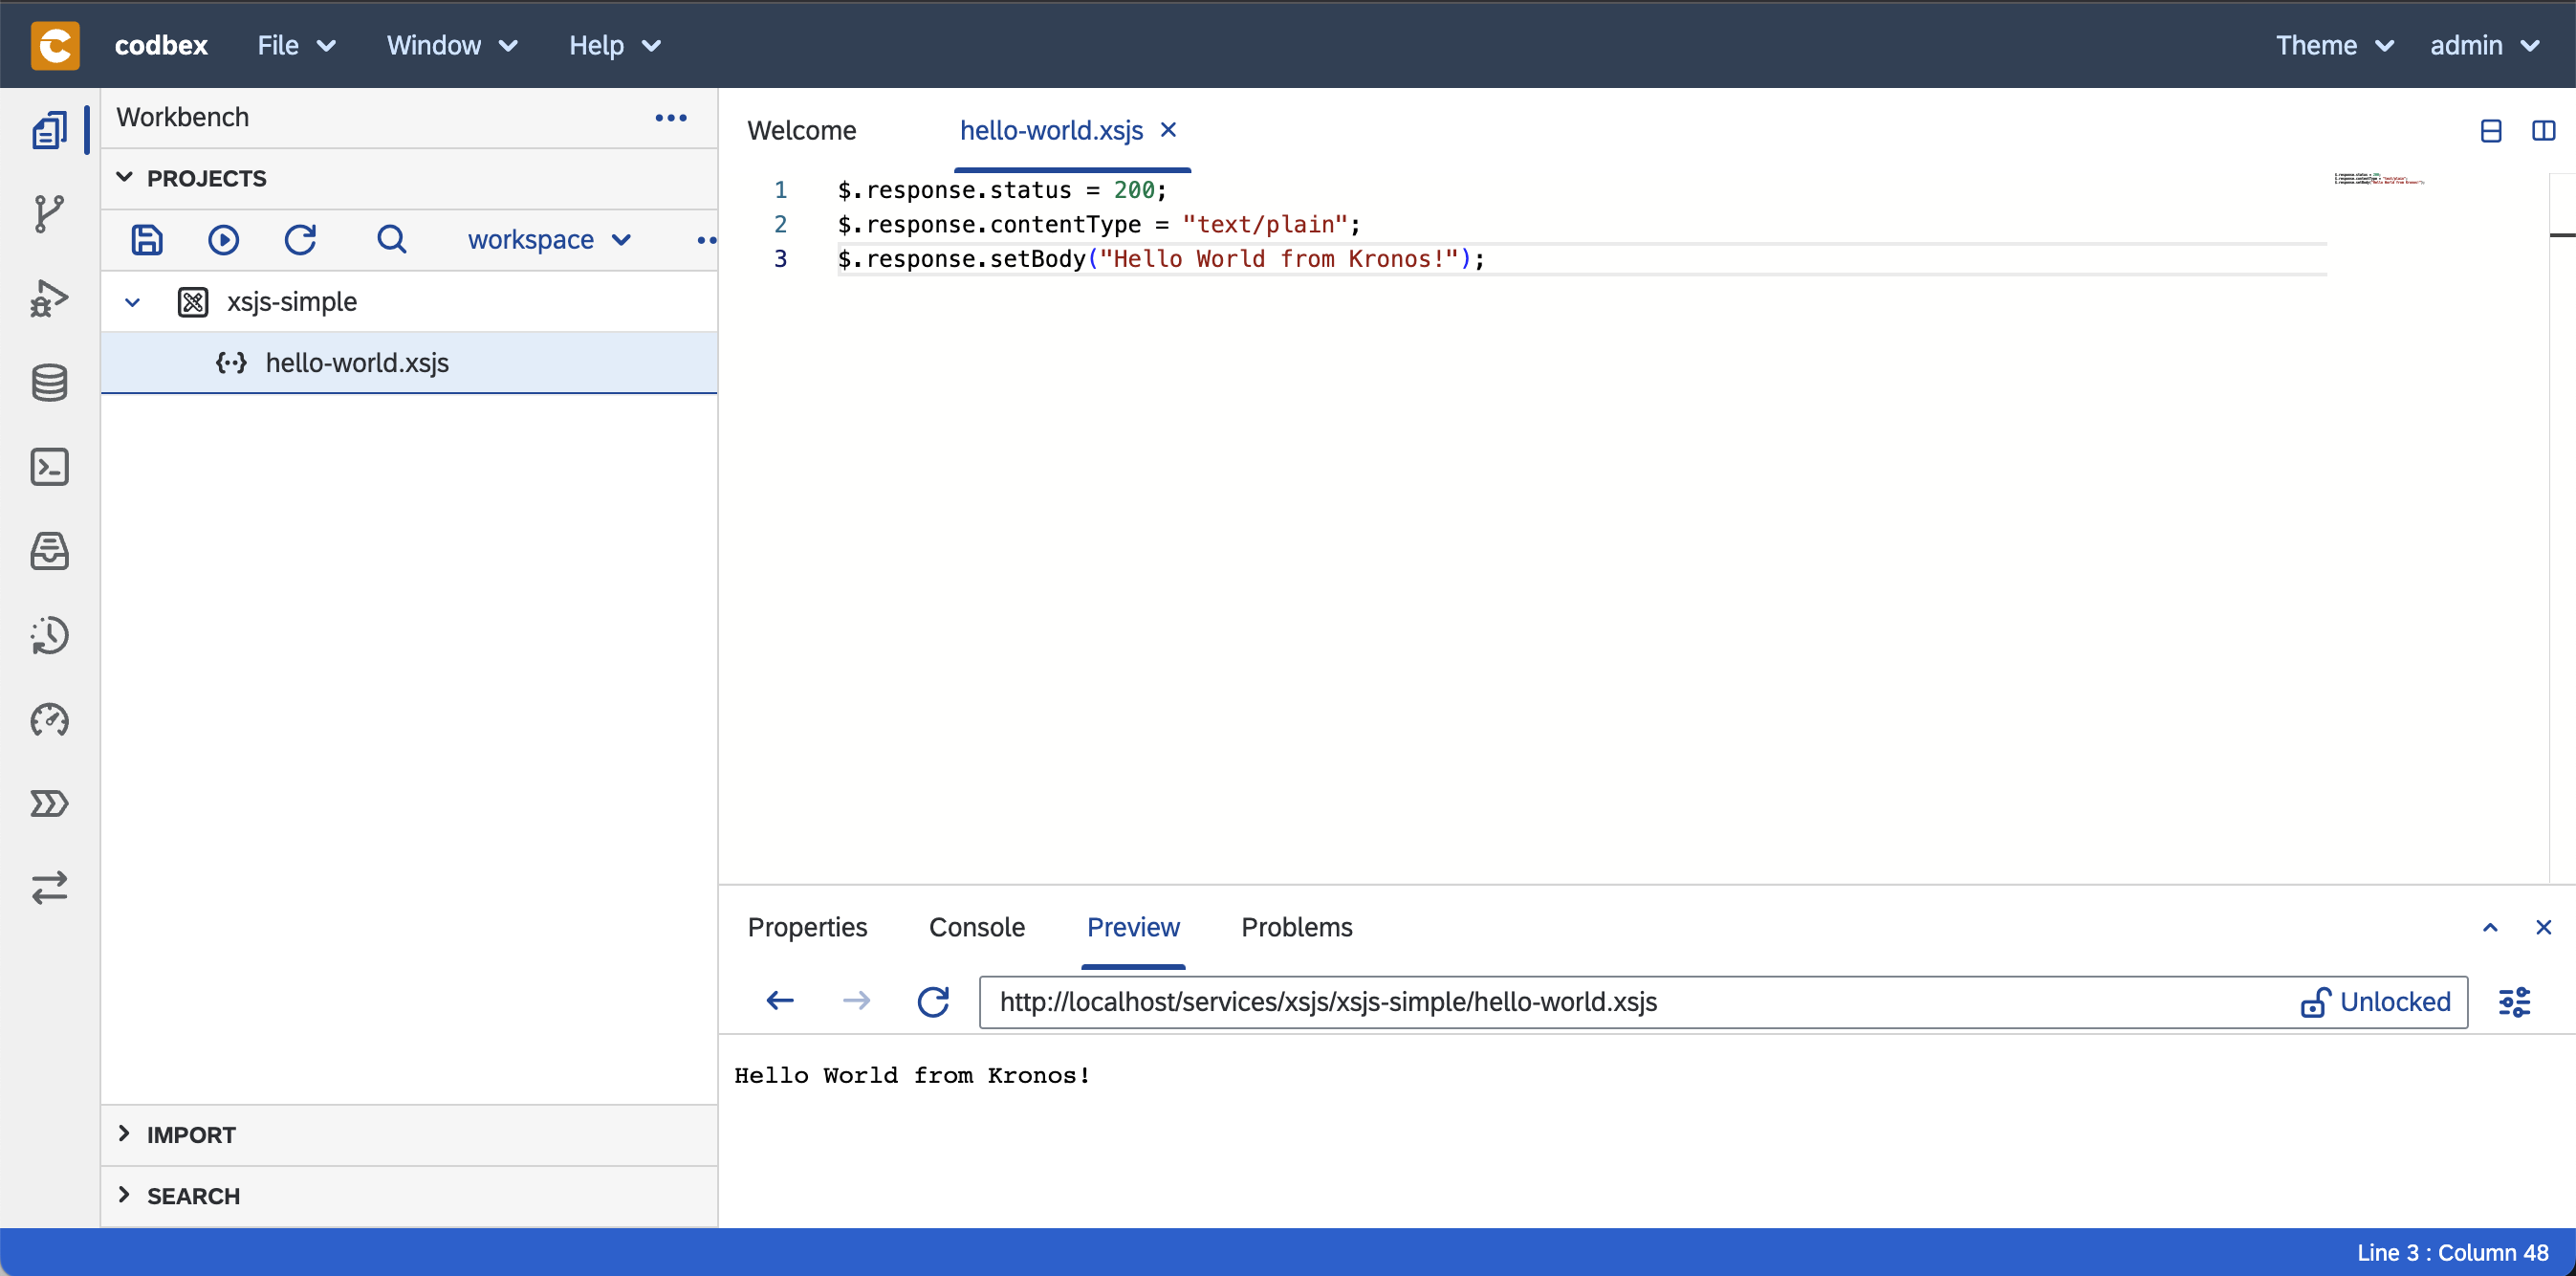 codbex File Window Help Theme admin
Workbench
PROJECTS
workspace
xsjs-simple
hello-world.xsjs
IMPORT
SEARCH
Welcome hello-world.xsjs
1 $.response.status = 200;
2 $.response.contentType = "text/plain";
3 $.response.setBody("Hello World from Kronos!");
Properties Console Preview Problems
http://localhost/services/xsjs/xsjs-simple/hello-world.xsjs Unlocked
Hello World from Kronos!
Line 3 : Column 48